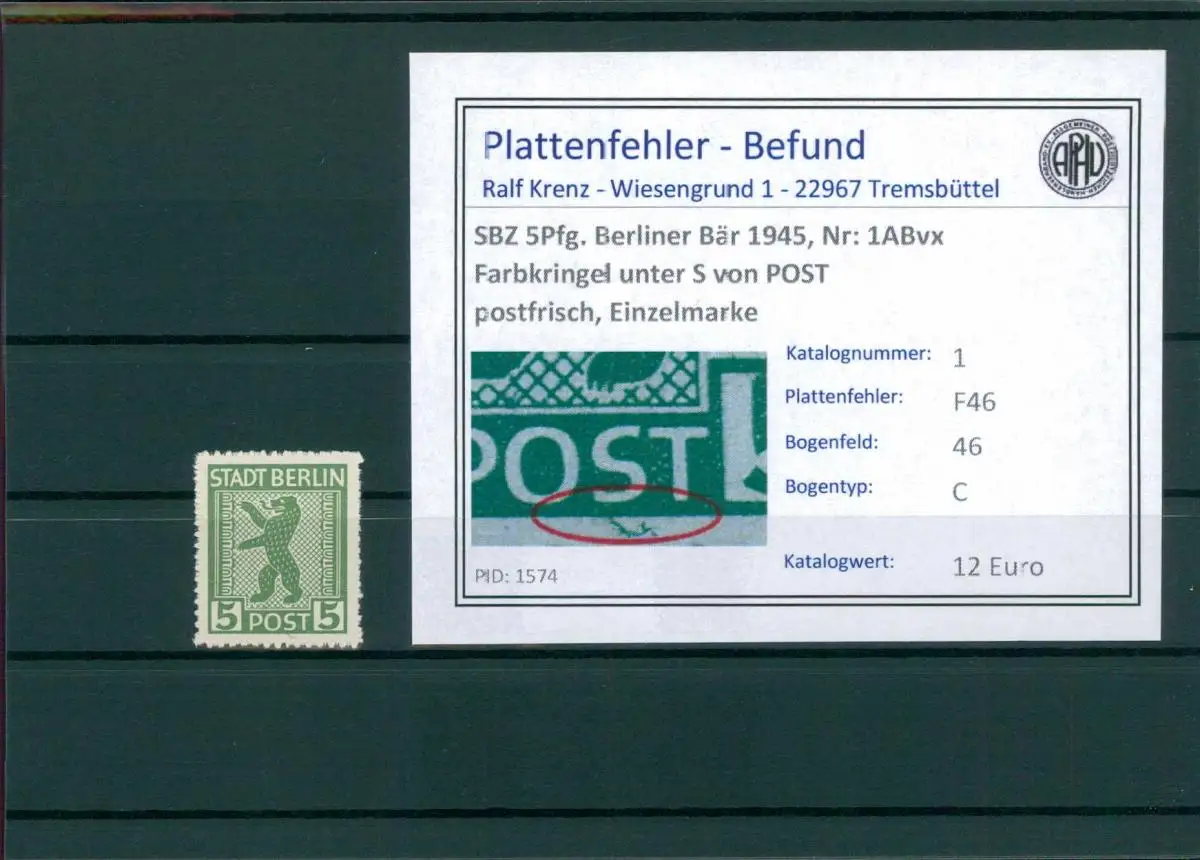 Plattenfehler - Befund
Ralf Krenz - Wiesengrund 1 - 22967 Tremsbüttel
APHV
SBZ 5Pfg. Berliner Bär 1945, Nr: 1ABvx
Farbkringel unter S von POST
postfrisch, Einzelmarke
POST
Katalognummer: 1
Plattenfehler: F46
Bogenfeld: 46
Bogentyp: C
Katalogwert: 12 Euro
PID: 1574
STADT BERLIN
5 POST 5